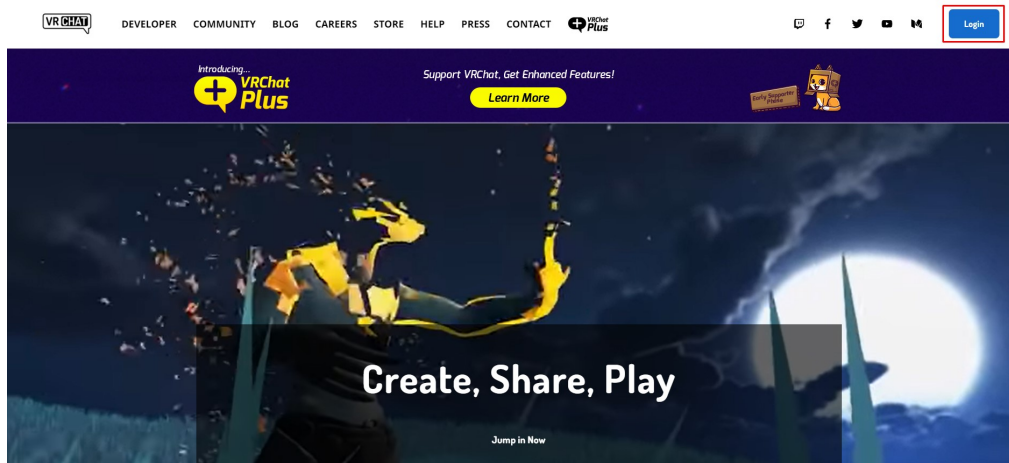 VRCHAT DEVELOPER COMMUNITY BLOG CAREERS STORE HELP PRESS CONTACT VRChat Plus Login
Introducing...
VRChat
Plus
Support VRChat, Get Enhanced Features!
Learn More
Early Supporter
Phase
Create, Share, Play
Jump in Now